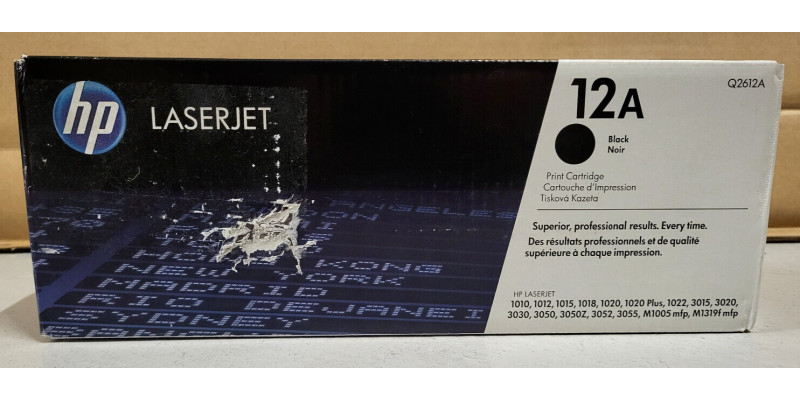 hp
LASERJET
12A
Q2612A
Black
Noir
Print Cartridge
Cartouche d'Impression
Tisková Kazeta
Superior, professional results. Every time.
Des résultats professionnels et de qualité
supérieure à chaque impression.
HP LASERJET
1010, 1012, 1015, 1018, 1020, 1020 Plus, 1022, 3015, 3020,
3030, 3050, 3050Z, 3052, 3055, M1005 mfp, M1319f mfp
KONG
YORK
MADRID